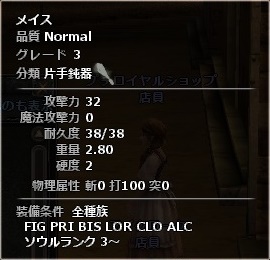 メイス
品質 Normal
グレード 3
分類 片手鈍器
ロイヤルショップ
店員
攻撃力 32
魔法攻撃力 0
耐久度 38/38
重量 2.80
硬度 2
物理属性 斬0 打100 突0
装備条件 全種族
FIG PRI BIS LOR CLO ALC
ソウルランク 3～
店員